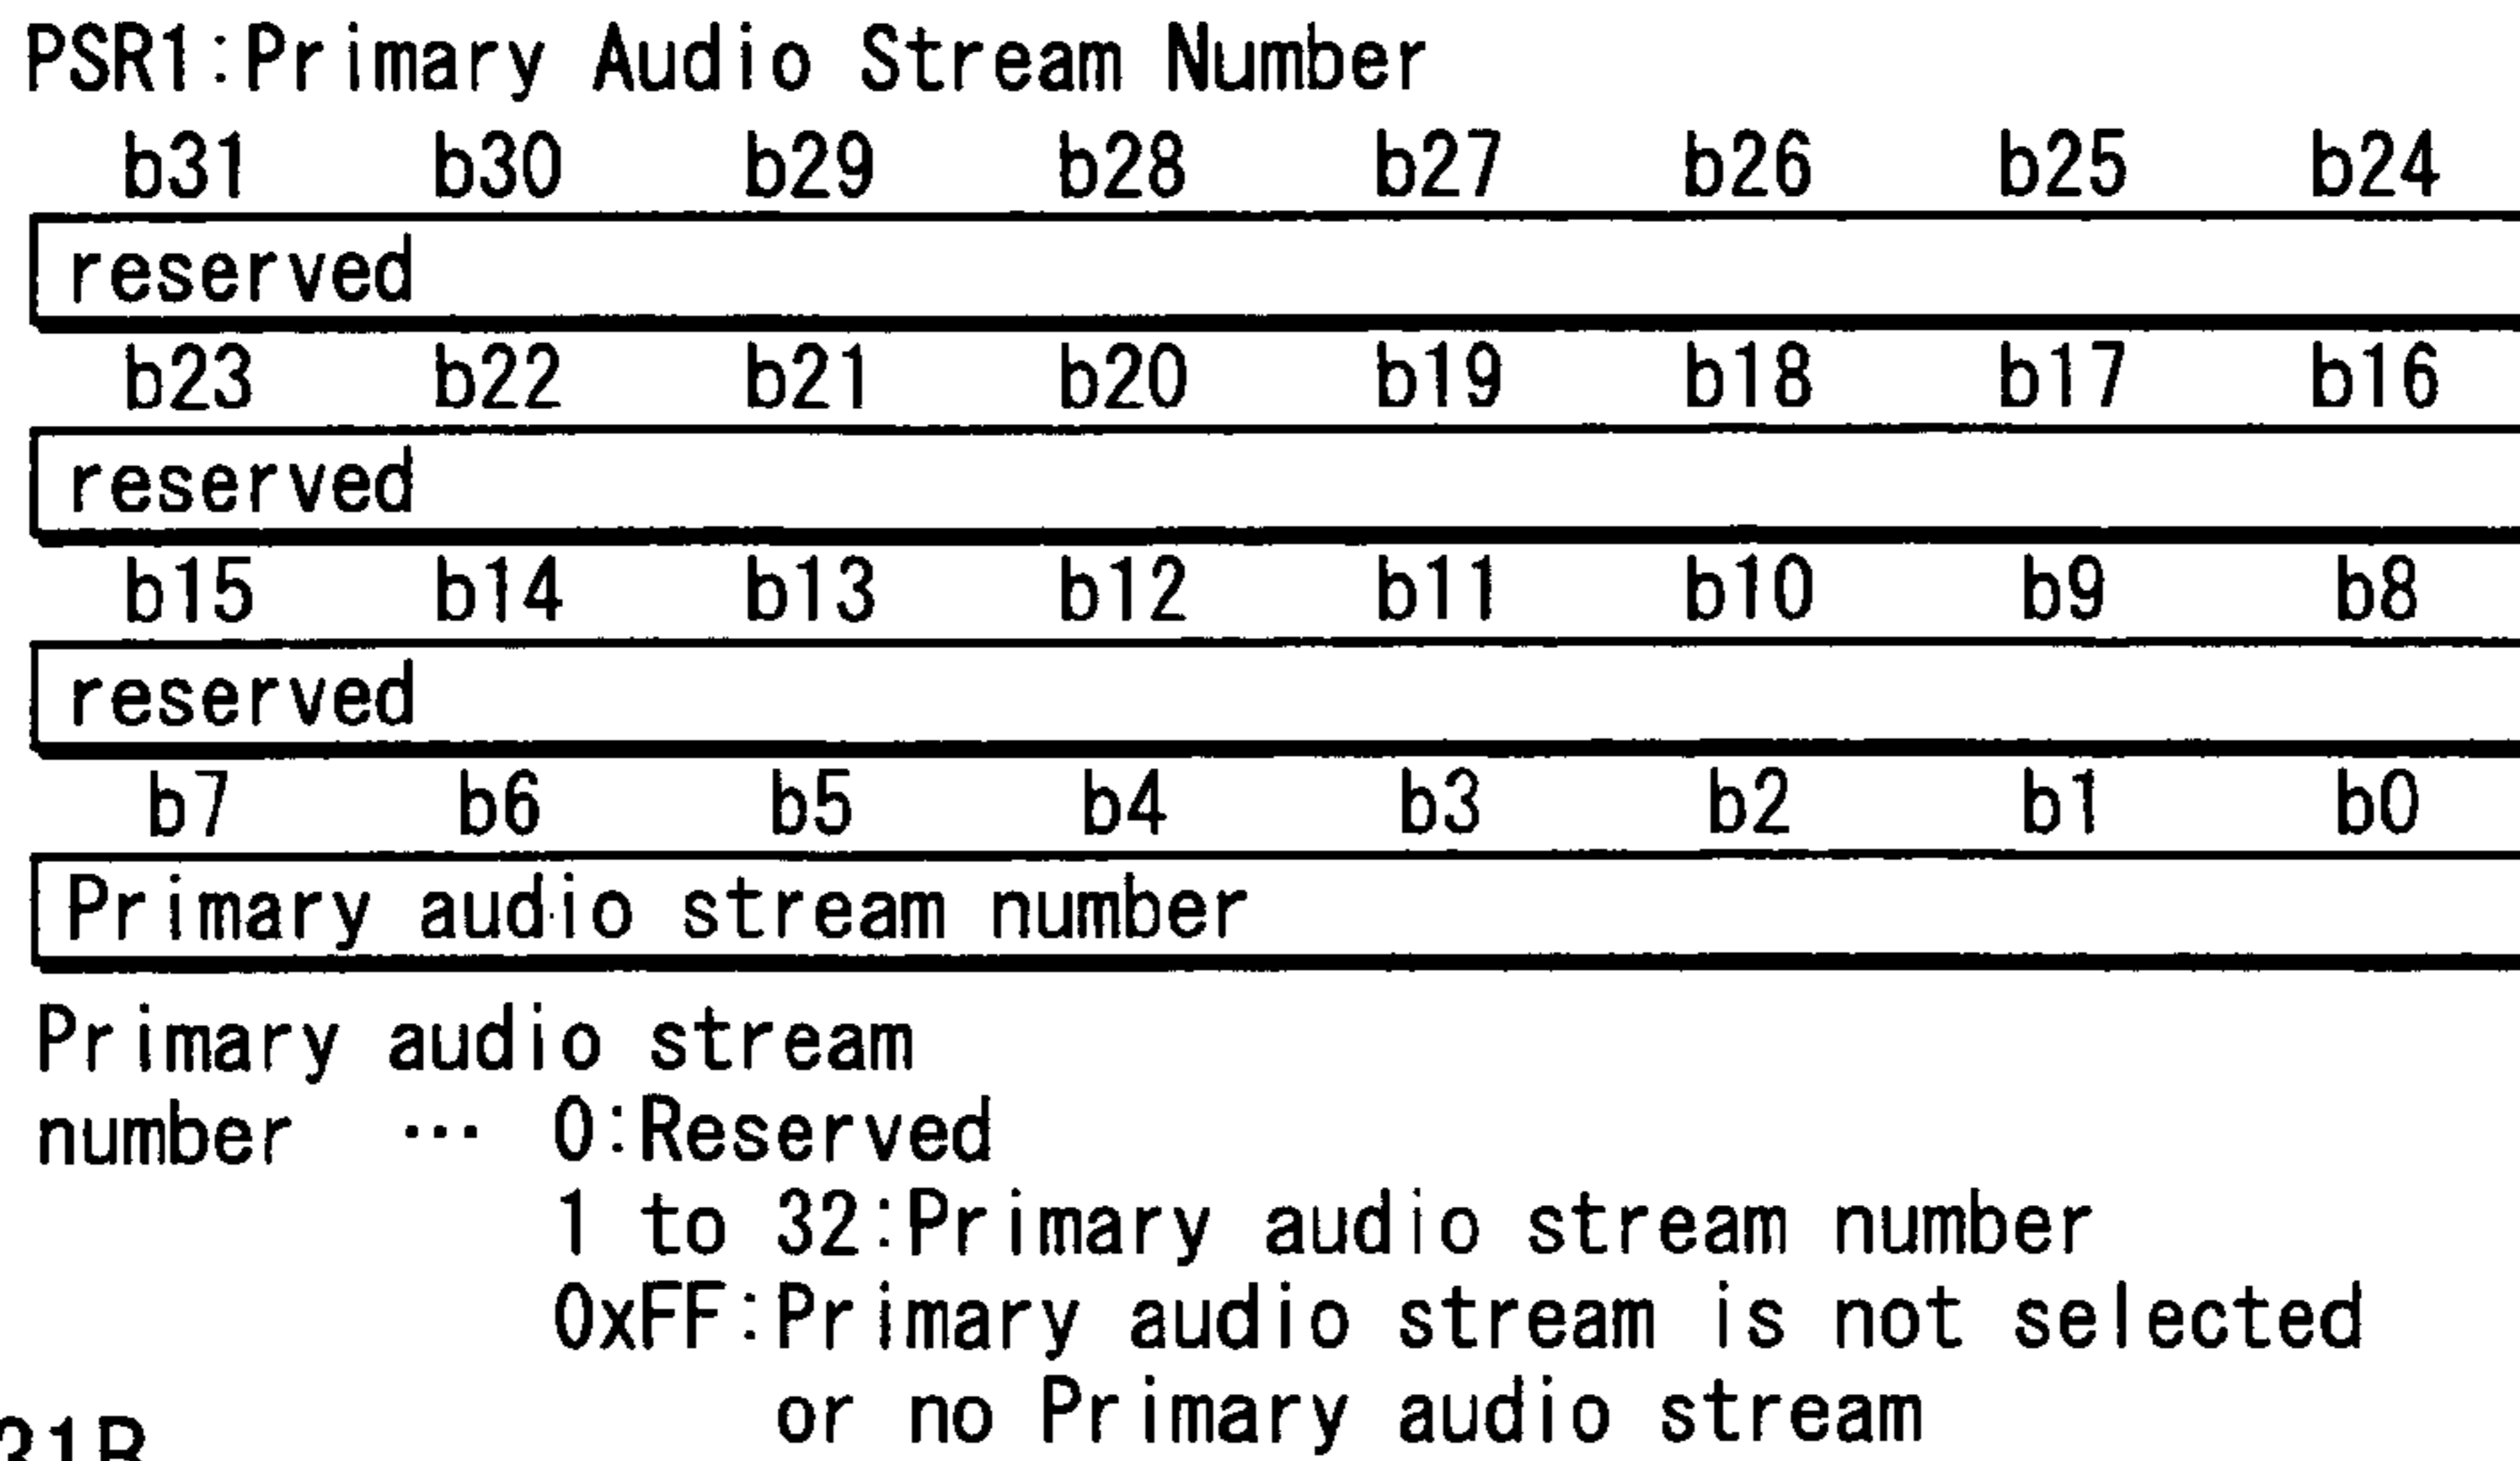 PSR1:Primary Audio Stream Number
b31 b30 b29 b28 b27 b26 b25 b24
reserved
b23 b22 b21 b20 b19 b18 b17 b16
reserved
b15 b14 b13 b12 b11 b10 b9 b8
reserved
b7 b6 b5 b4 b3 b2 b1 b0
Primary audio stream number
Primary audio stream
number … 0:Reserved
1 to 32:Primary audio stream number
0xFF:Primary audio stream is not selected
or no Primary audio stream